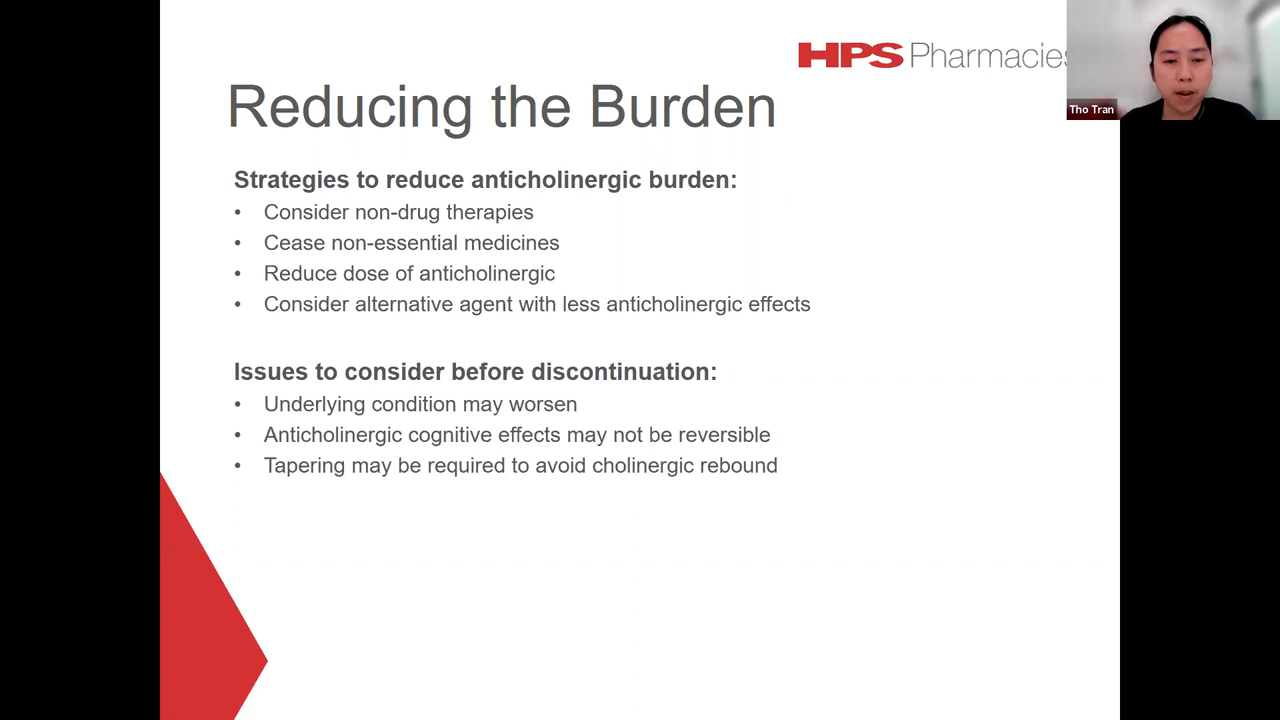 HPS Pharmacies
Tho Tran
Reducing the Burden
Strategies to reduce anticholinergic burden:
• Consider non-drug therapies
• Cease non-essential medicines
• Reduce dose of anticholinergic
• Consider alternative agent with less anticholinergic effects
Issues to consider before discontinuation:
• Underlying condition may worsen
• Anticholinergic cognitive effects may not be reversible
• Tapering may be required to avoid cholinergic rebound